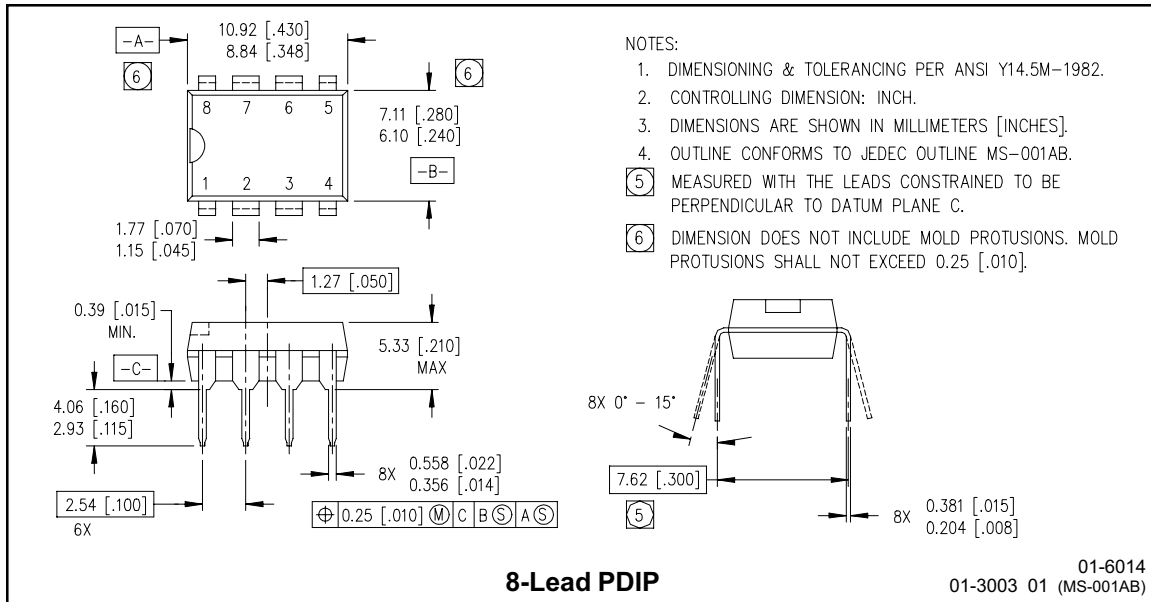 -A-
10.92 [.430]
8.84 [.348]
6
6
8 7 6 5
1 2 3 4
7.11 [.280]
6.10 [.240]
-B-
1.77 [.070]
1.15 [.045]
1.27 [.050]
0.39 [.015]
MIN.
-C-
5.33 [.210]
MAX
4.06 [.160]
2.93 [.115]
8X 0.558 [.022]
0.356 [.014]
2.54 [.100]
6X
⌖ 0.25 [.010] Ⓜ C B Ⓢ A Ⓢ
NOTES:
1. DIMENSIONING & TOLERANCING PER ANSI Y14.5M-1982.
2. CONTROLLING DIMENSION: INCH.
3. DIMENSIONS ARE SHOWN IN MILLIMETERS [INCHES].
4. OUTLINE CONFORMS TO JEDEC OUTLINE MS-001AB.
5 MEASURED WITH THE LEADS CONSTRAINED TO BE
PERPENDICULAR TO DATUM PLANE C.
6 DIMENSION DOES NOT INCLUDE MOLD PROTUSIONS. MOLD
PROTUSIONS SHALL NOT EXCEED 0.25 [.010].
8X 0° - 15°
7.62 [.300]
5
8X 0.381 [.015]
0.204 [.008]
8-Lead PDIP
01-6014
01-3003 01 (MS-001AB)